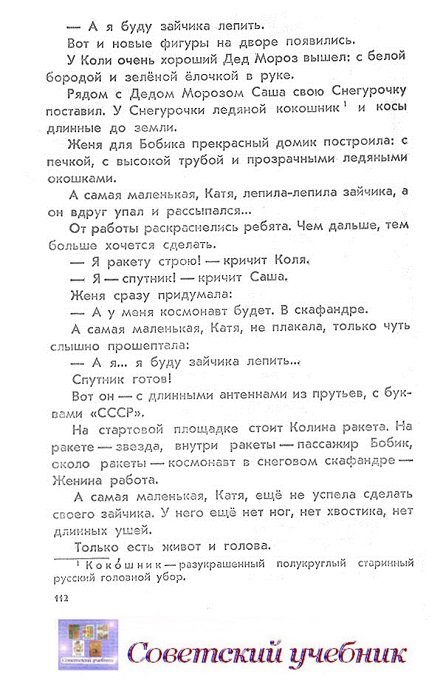 — А я буду зайчика лепить.
Вот и новые фигуры на дворе появились.
У Коли очень хороший Дед Мороз вышел: с белой
бородой и зелёной ёлочкой в руке.
Рядом с Дедом Морозом Саша свою Снегурочку
поставил. У Снегурочки ледяной кокошник¹ и косы
длинные до земли.
Женя для Бобика прекрасный домик построила: с
печкой, с высокой трубой и прозрачными ледяными
окошками.
А самая маленькая, Катя, лепила-лепила зайчика, а
он вдруг упал и рассыпался...
От работы раскраснелись ребята. Чем дальше, тем
больше хочется сделать.
— Я ракету строю! — кричит Коля.
— Я — спутник! — кричит Саша.
Женя сразу придумала:
— А у меня космонавт будет. В скафандре.
А самая маленькая, Катя, не плакала, только чуть
слышно прошептала:
— А я... я буду зайчика лепить...
Спутник готов!
Вот он — с длинными антеннами из прутьев, с бук-
вами «СССР».
На стартовой площадке стоит Колина ракета. На
ракете — звезда, внутри ракеты — пассажир Бобик,
около ракеты — космонавт в снеговом скафандре —
Женина работа.
А самая маленькая, Катя, ещё не успела сделать
своего зайчика. У него ещё нет ног, нет хвостика, нет
длинных ушей.
Только есть живот и голова.
¹ Коко́шник — разукрашенный полукруглый старинный
русский головной убор.
112
Советский учебник
Советский учебник